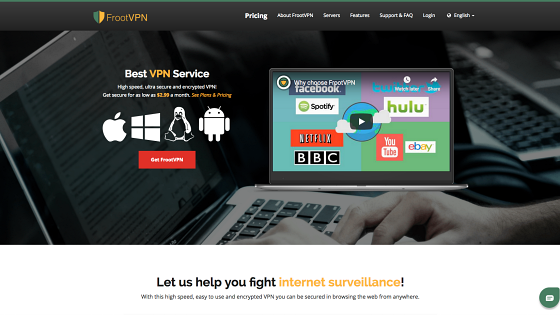 FrootVPN
Pricing
About FrootVPN
Servers
Features
Support & FAQ
Login
English
Best VPN Service
High speed, ultra secure and encrypted VPN!
Get secure for as low as $2.99 a month. See Plans & Pricing
Get FrootVPN
Why choose FrootVPN
Watch later
Share
facebook
Spotify
hulu
NETFLIX
BBC
You
Tube
ebay
Let us help you fight internet surveillance!
With this high speed, easy to use and encrypted VPN you can be secured in browsing the web from anywhere.